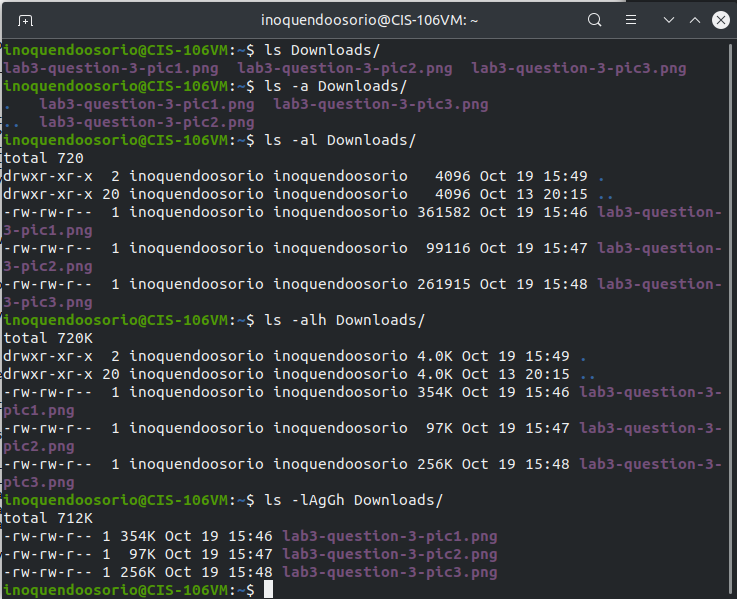 inoquendoosorio@CIS-106VM: ~
inoquendoosorio@CIS-106VM:~$ ls Downloads/
lab3-question-3-pic1.png  lab3-question-3-pic2.png  lab3-question-3-pic3.png
inoquendoosorio@CIS-106VM:~$ ls -a Downloads/
.   lab3-question-3-pic1.png  lab3-question-3-pic3.png
..  lab3-question-3-pic2.png
inoquendoosorio@CIS-106VM:~$ ls -al Downloads/
total 720
drwxr-xr-x  2 inoquendoosorio inoquendoosorio   4096 Oct 19 15:49 .
drwxr-xr-x 20 inoquendoosorio inoquendoosorio   4096 Oct 13 20:15 ..
-rw-rw-r--  1 inoquendoosorio inoquendoosorio 361582 Oct 19 15:46 lab3-question-
3-pic1.png
-rw-rw-r--  1 inoquendoosorio inoquendoosorio  99116 Oct 19 15:47 lab3-question-
3-pic2.png
-rw-rw-r--  1 inoquendoosorio inoquendoosorio 261915 Oct 19 15:48 lab3-question-
3-pic3.png
inoquendoosorio@CIS-106VM:~$ ls -alh Downloads/
total 720K
drwxr-xr-x  2 inoquendoosorio inoquendoosorio 4.0K Oct 19 15:49 .
drwxr-xr-x 20 inoquendoosorio inoquendoosorio 4.0K Oct 13 20:15 ..
-rw-rw-r--  1 inoquendoosorio inoquendoosorio 354K Oct 19 15:46 lab3-question-3-
pic1.png
-rw-rw-r--  1 inoquendoosorio inoquendoosorio  97K Oct 19 15:47 lab3-question-3-
pic2.png
-rw-rw-r--  1 inoquendoosorio inoquendoosorio 256K Oct 19 15:48 lab3-question-3-
pic3.png
inoquendoosorio@CIS-106VM:~$ ls -lAgGh Downloads/
total 712K
-rw-rw-r-- 1 354K Oct 19 15:46 lab3-question-3-pic1.png
-rw-rw-r-- 1  97K Oct 19 15:47 lab3-question-3-pic2.png
-rw-rw-r-- 1 256K Oct 19 15:48 lab3-question-3-pic3.png
inoquendoosorio@CIS-106VM:~$